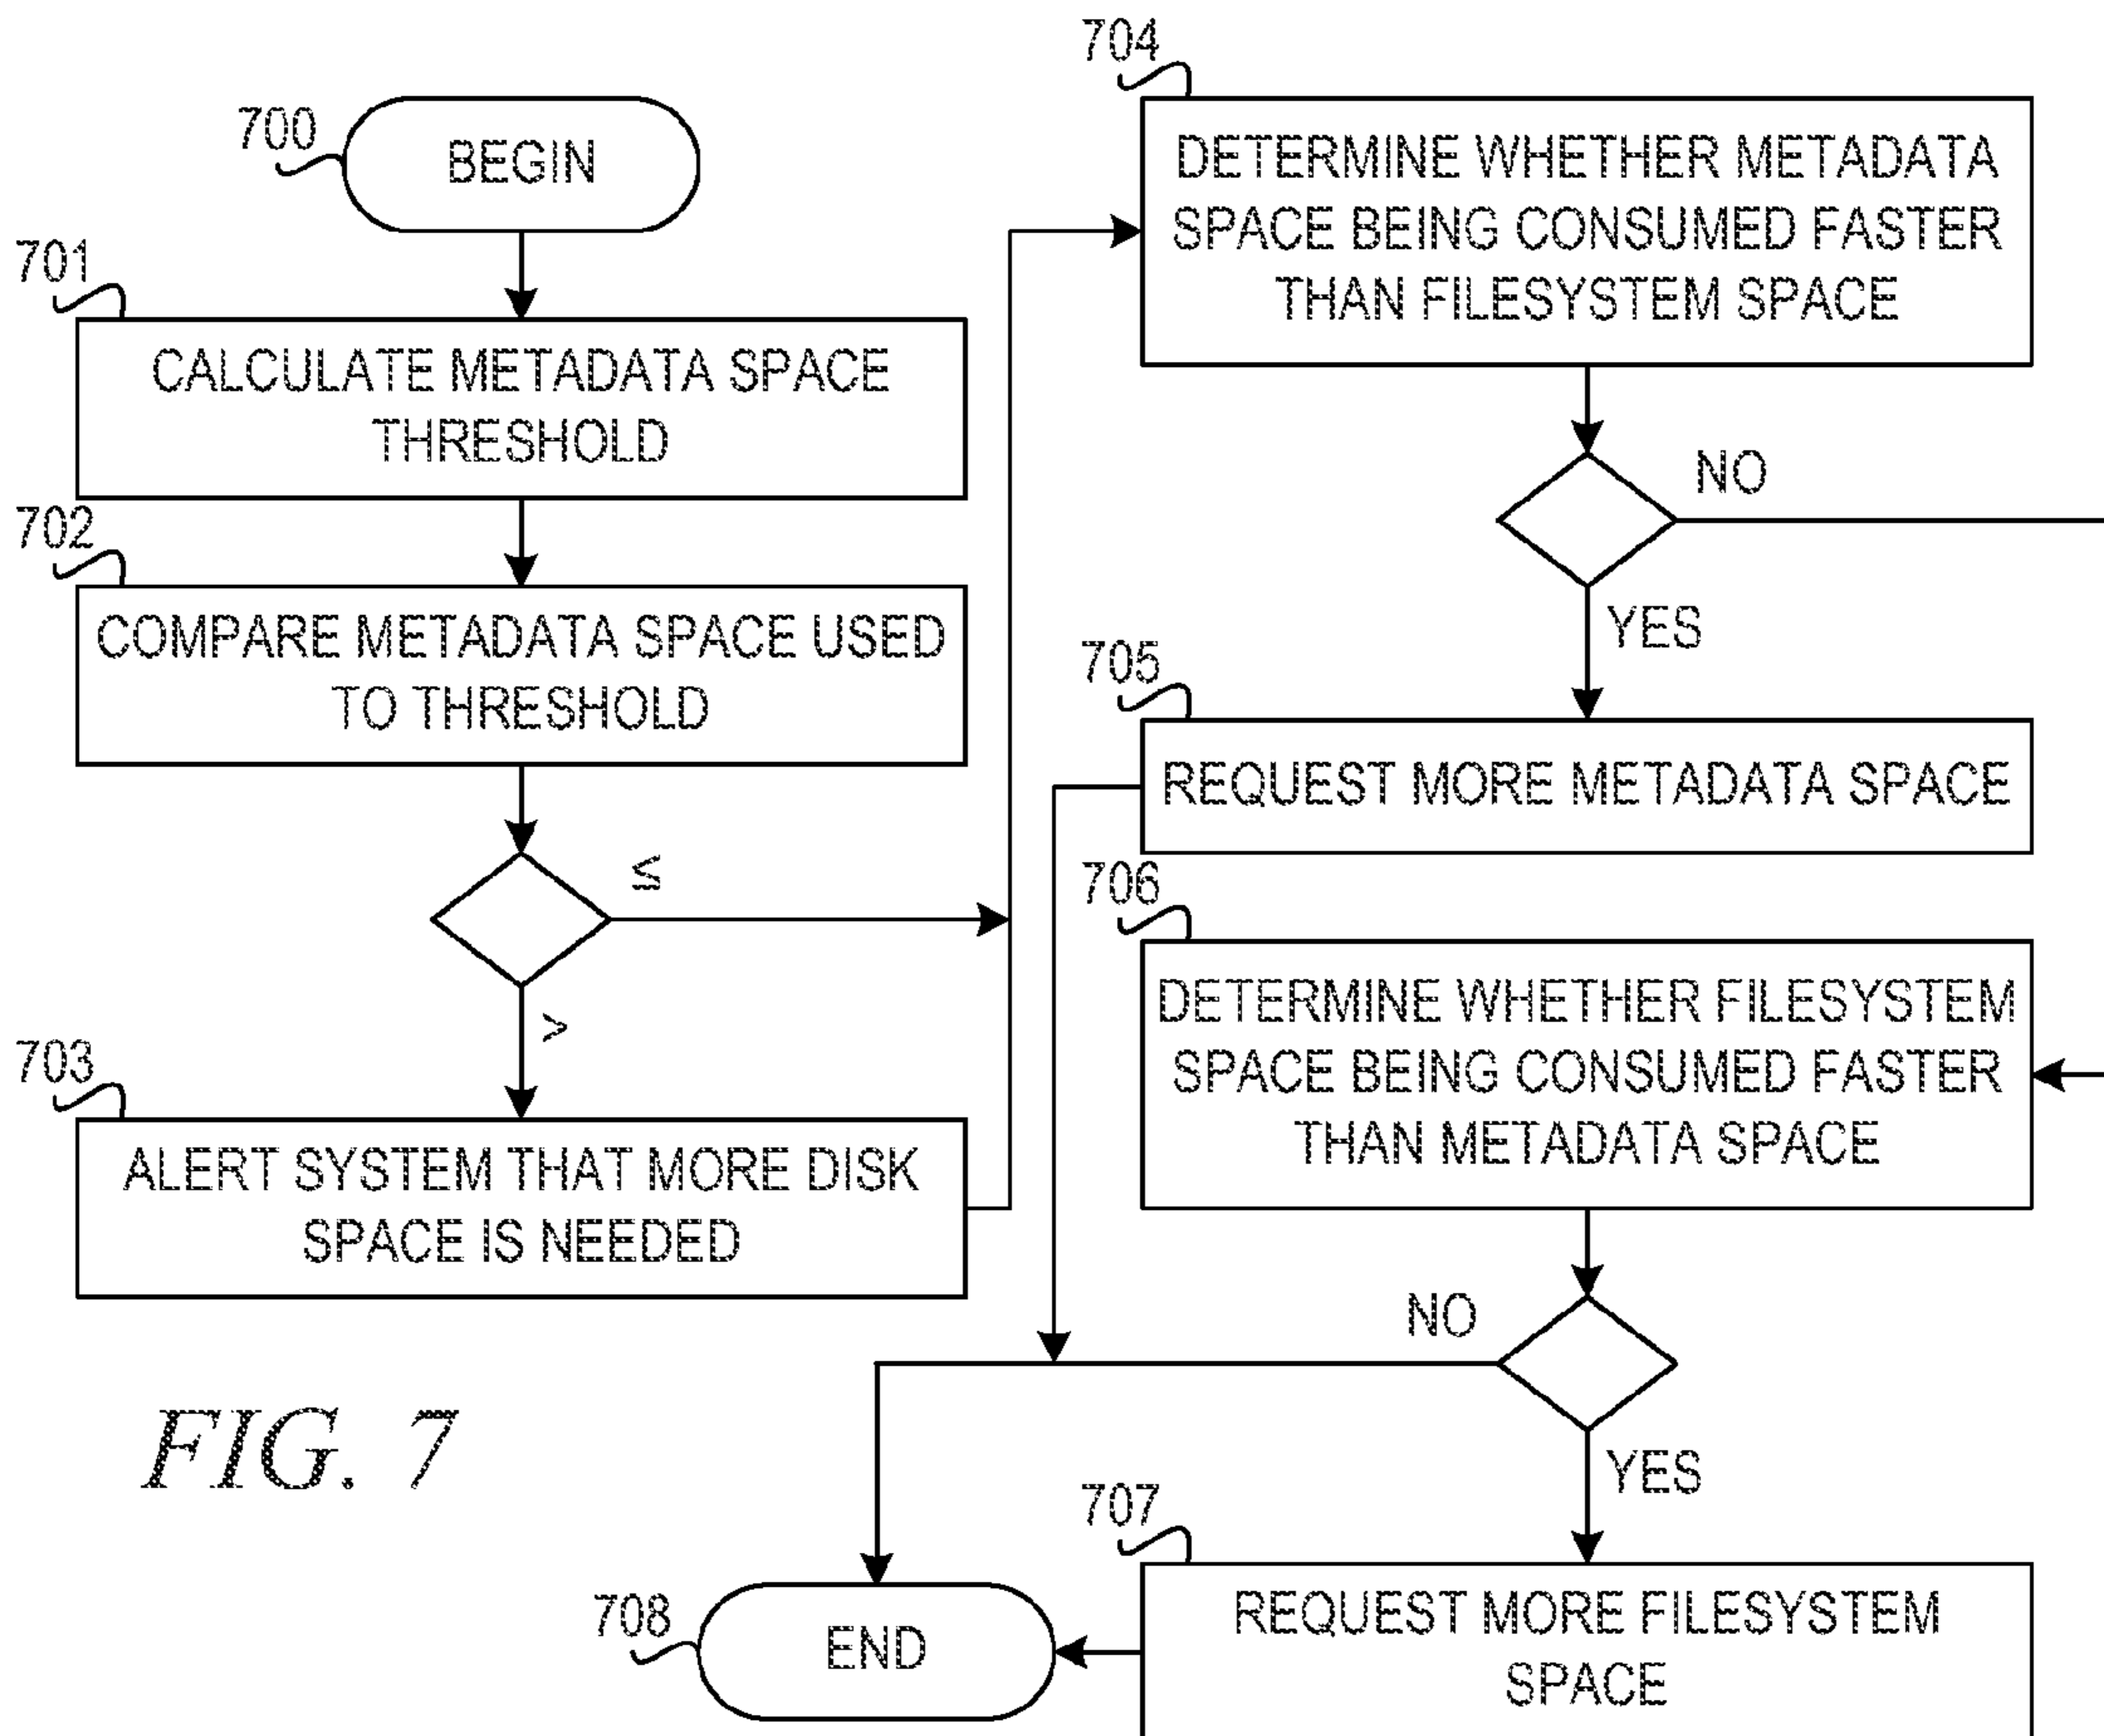 700
BEGIN
701
CALCULATE METADATA SPACE
THRESHOLD
702
COMPARE METADATA SPACE USED
TO THRESHOLD
≤
>
703
ALERT SYSTEM THAT MORE DISK
SPACE IS NEEDED
704
DETERMINE WHETHER METADATA
SPACE BEING CONSUMED FASTER
THAN FILESYSTEM SPACE
NO
YES
705
REQUEST MORE METADATA SPACE
706
DETERMINE WHETHER FILESYSTEM
SPACE BEING CONSUMED FASTER
THAN METADATA SPACE
NO
YES
707
REQUEST MORE FILESYSTEM
SPACE
708
END
FIG. 7